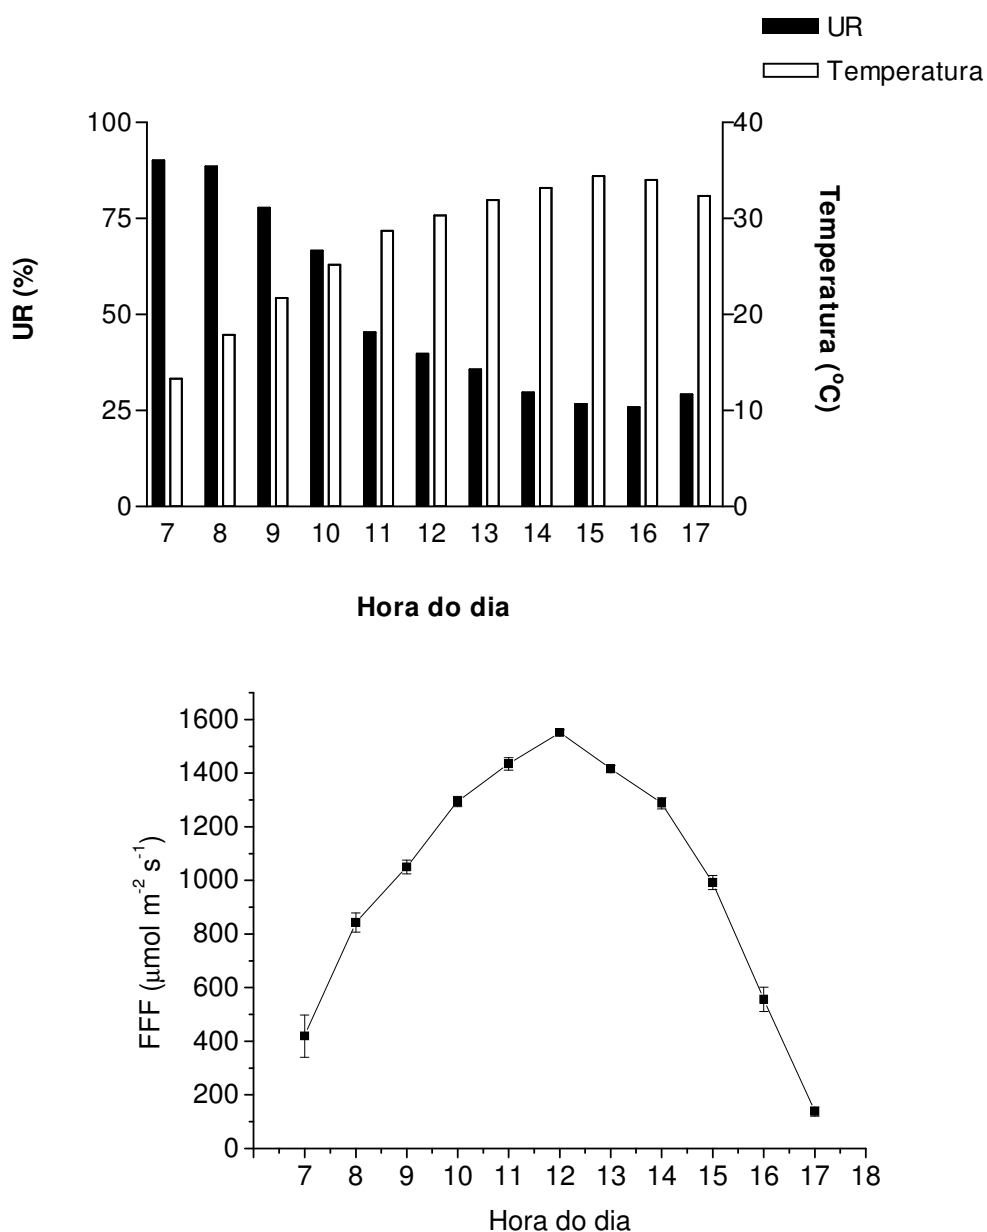 UR
Temperatura
100
75
50
25
0
UR (%)
40
30
20
10
0
Temperatura (°C)
7 8 9 10 11 12 13 14 15 16 17
Hora do dia
1600
1400
1200
1000
800
600
400
200
0
FFF (μmol m⁻² s⁻¹)
7 8 9 10 11 12 13 14 15 16 17 18
Hora do dia